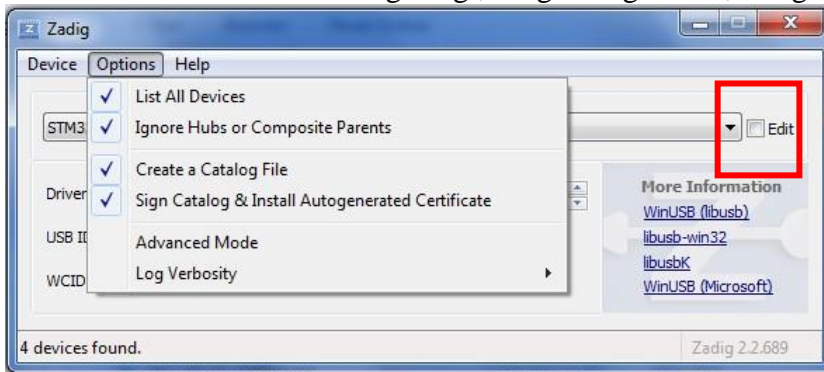 Zadig
Device Options Help
List All Devices
STM3 Ignore Hubs or Composite Parents Edit
Create a Catalog File
Driver Sign Catalog & Install Autogenerated Certificate More Information
WinUSB (libusb)
USB ID Advanced Mode libusb-win32
WCID Log Verbosity libusbK
WinUSB (Microsoft)
4 devices found. Zadig 2.2.689